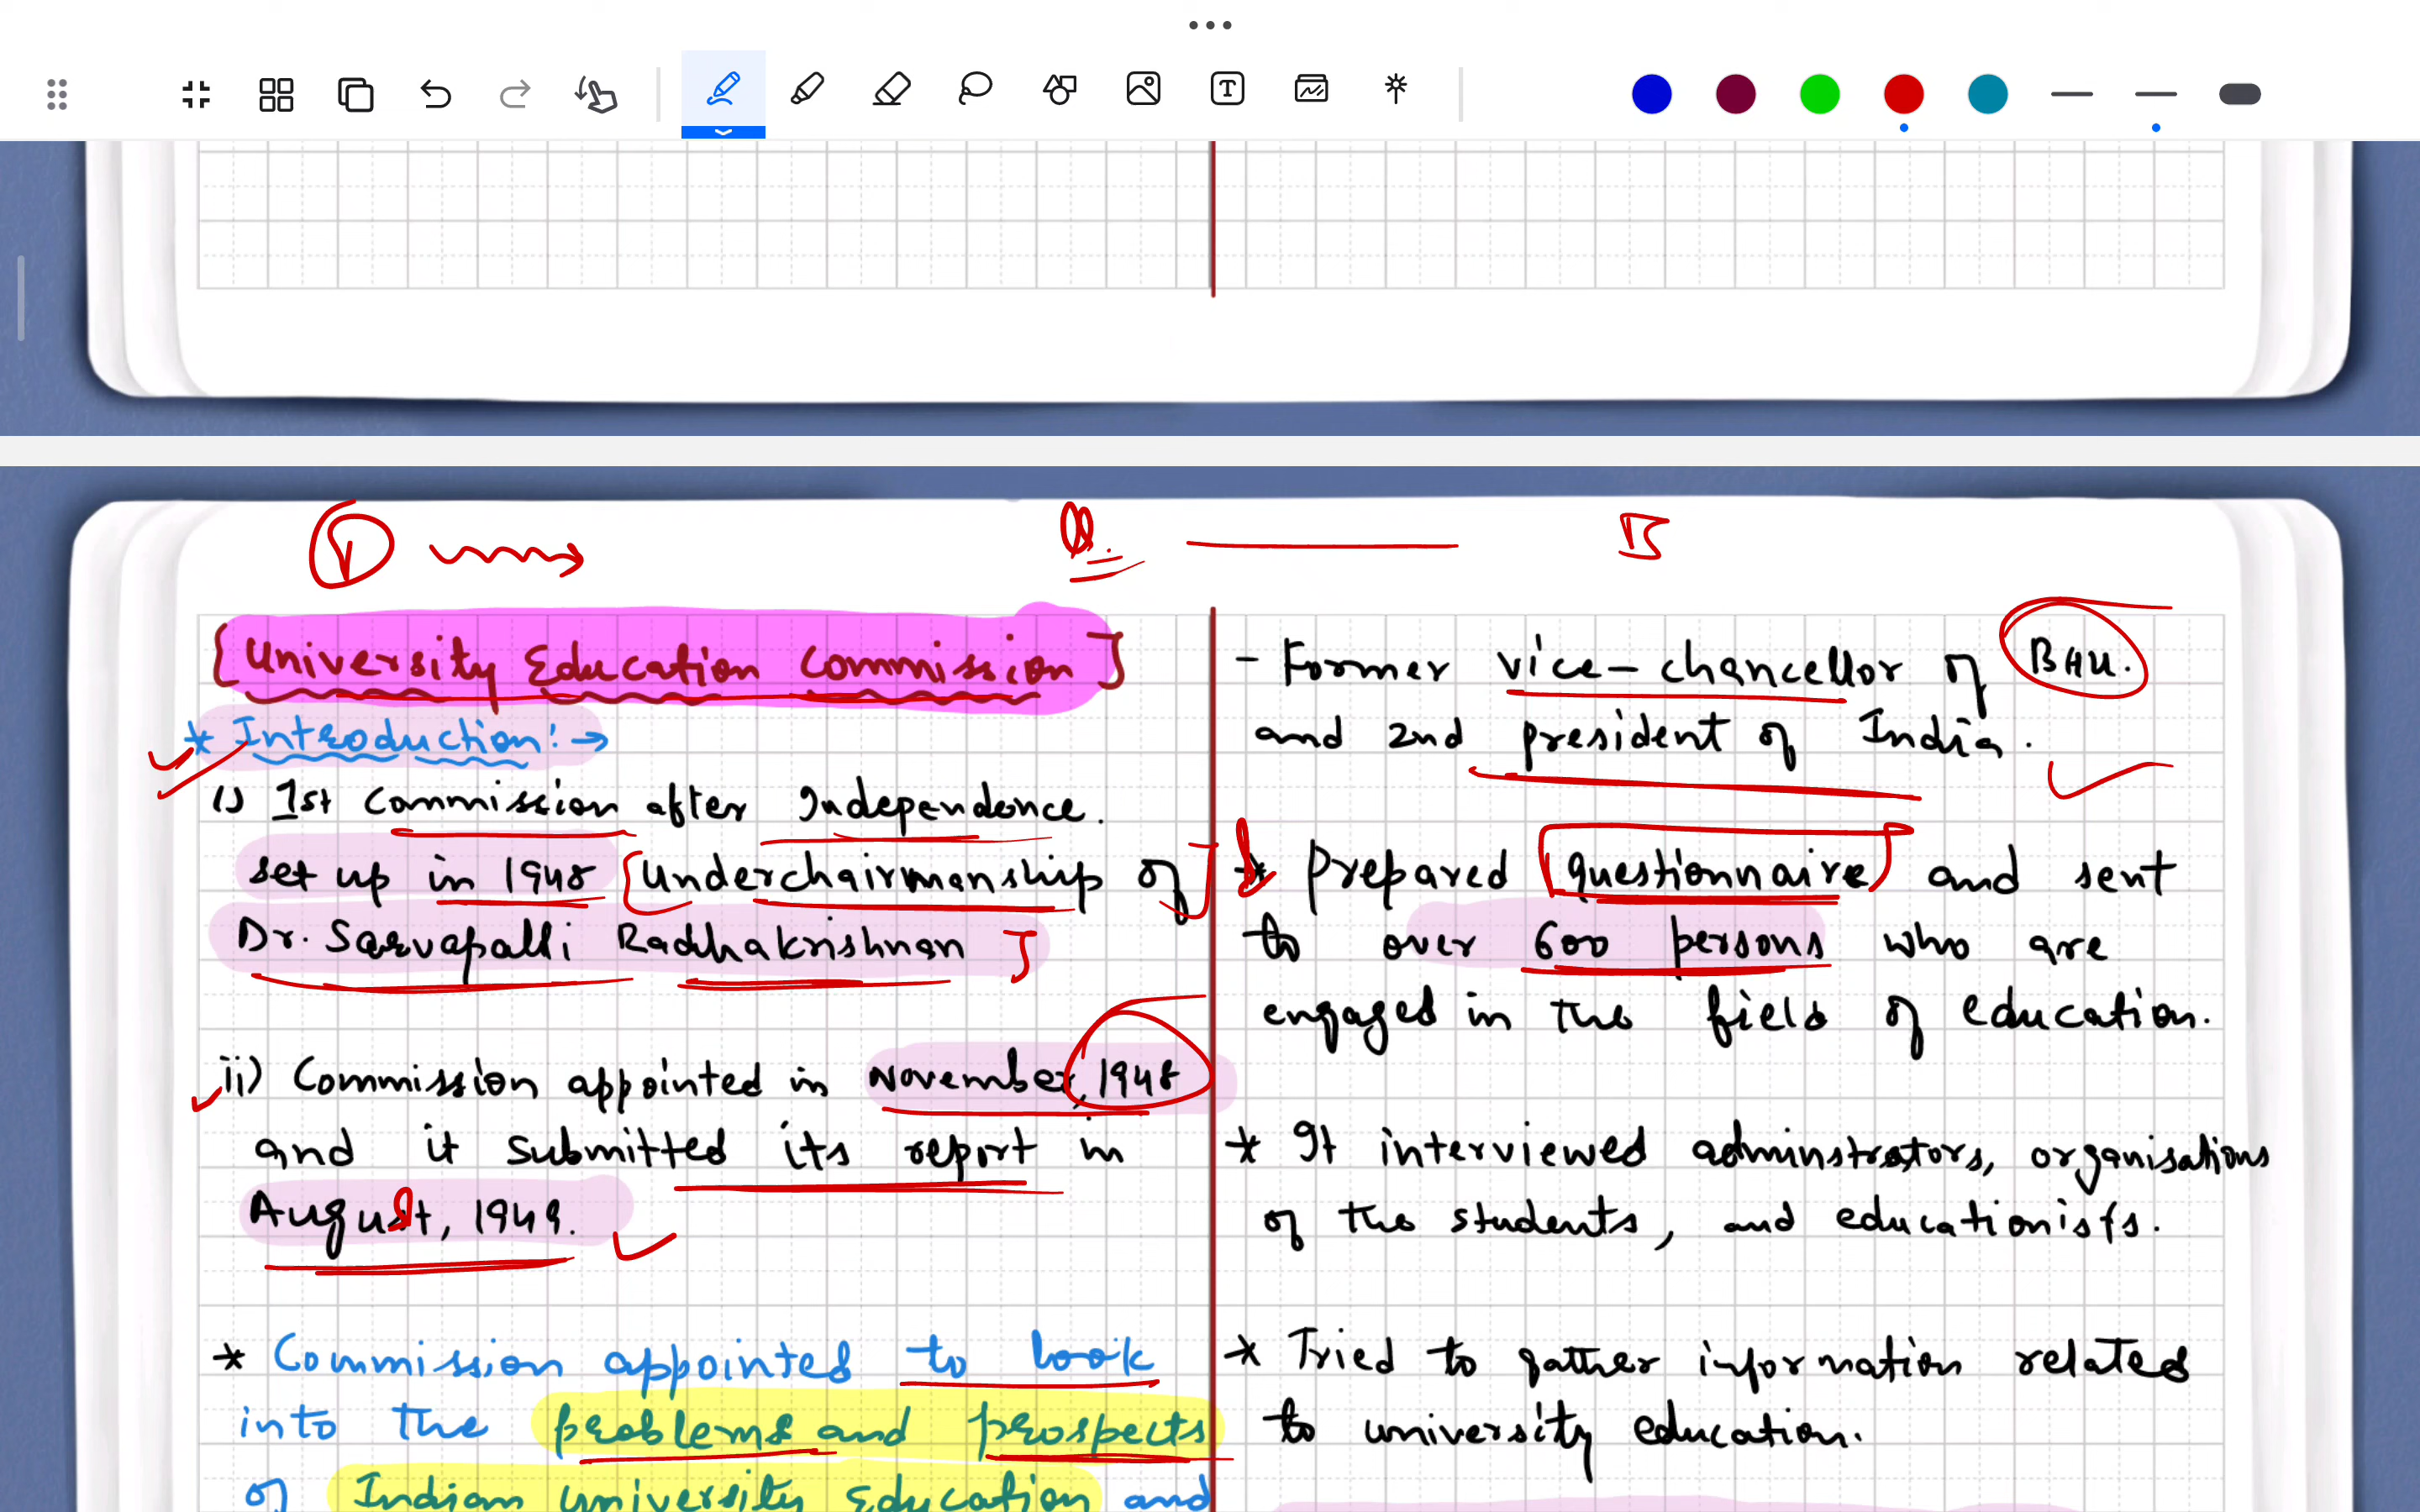 [University Education Commission]
* Introduction: →
i) 1st Commission after Independence.
set up in 1948 [Underchairmanship of]
Dr. Sarvapalli Radhakrishnan ]
ii) Commission appointed in November, 1948
and it submitted its report in
August, 1949.
* Commission appointed to look
into the problems and prospects
of Indian university Education and
- Former vice-chancellor of BHU.
and 2nd president of India.
* Prepared questionnaire and sent
to over 600 persons who are
engaged in the field of education.
* It interviewed adminstrators, organisations
of the students, and educationists.
* Tried to gather information related
to university education.